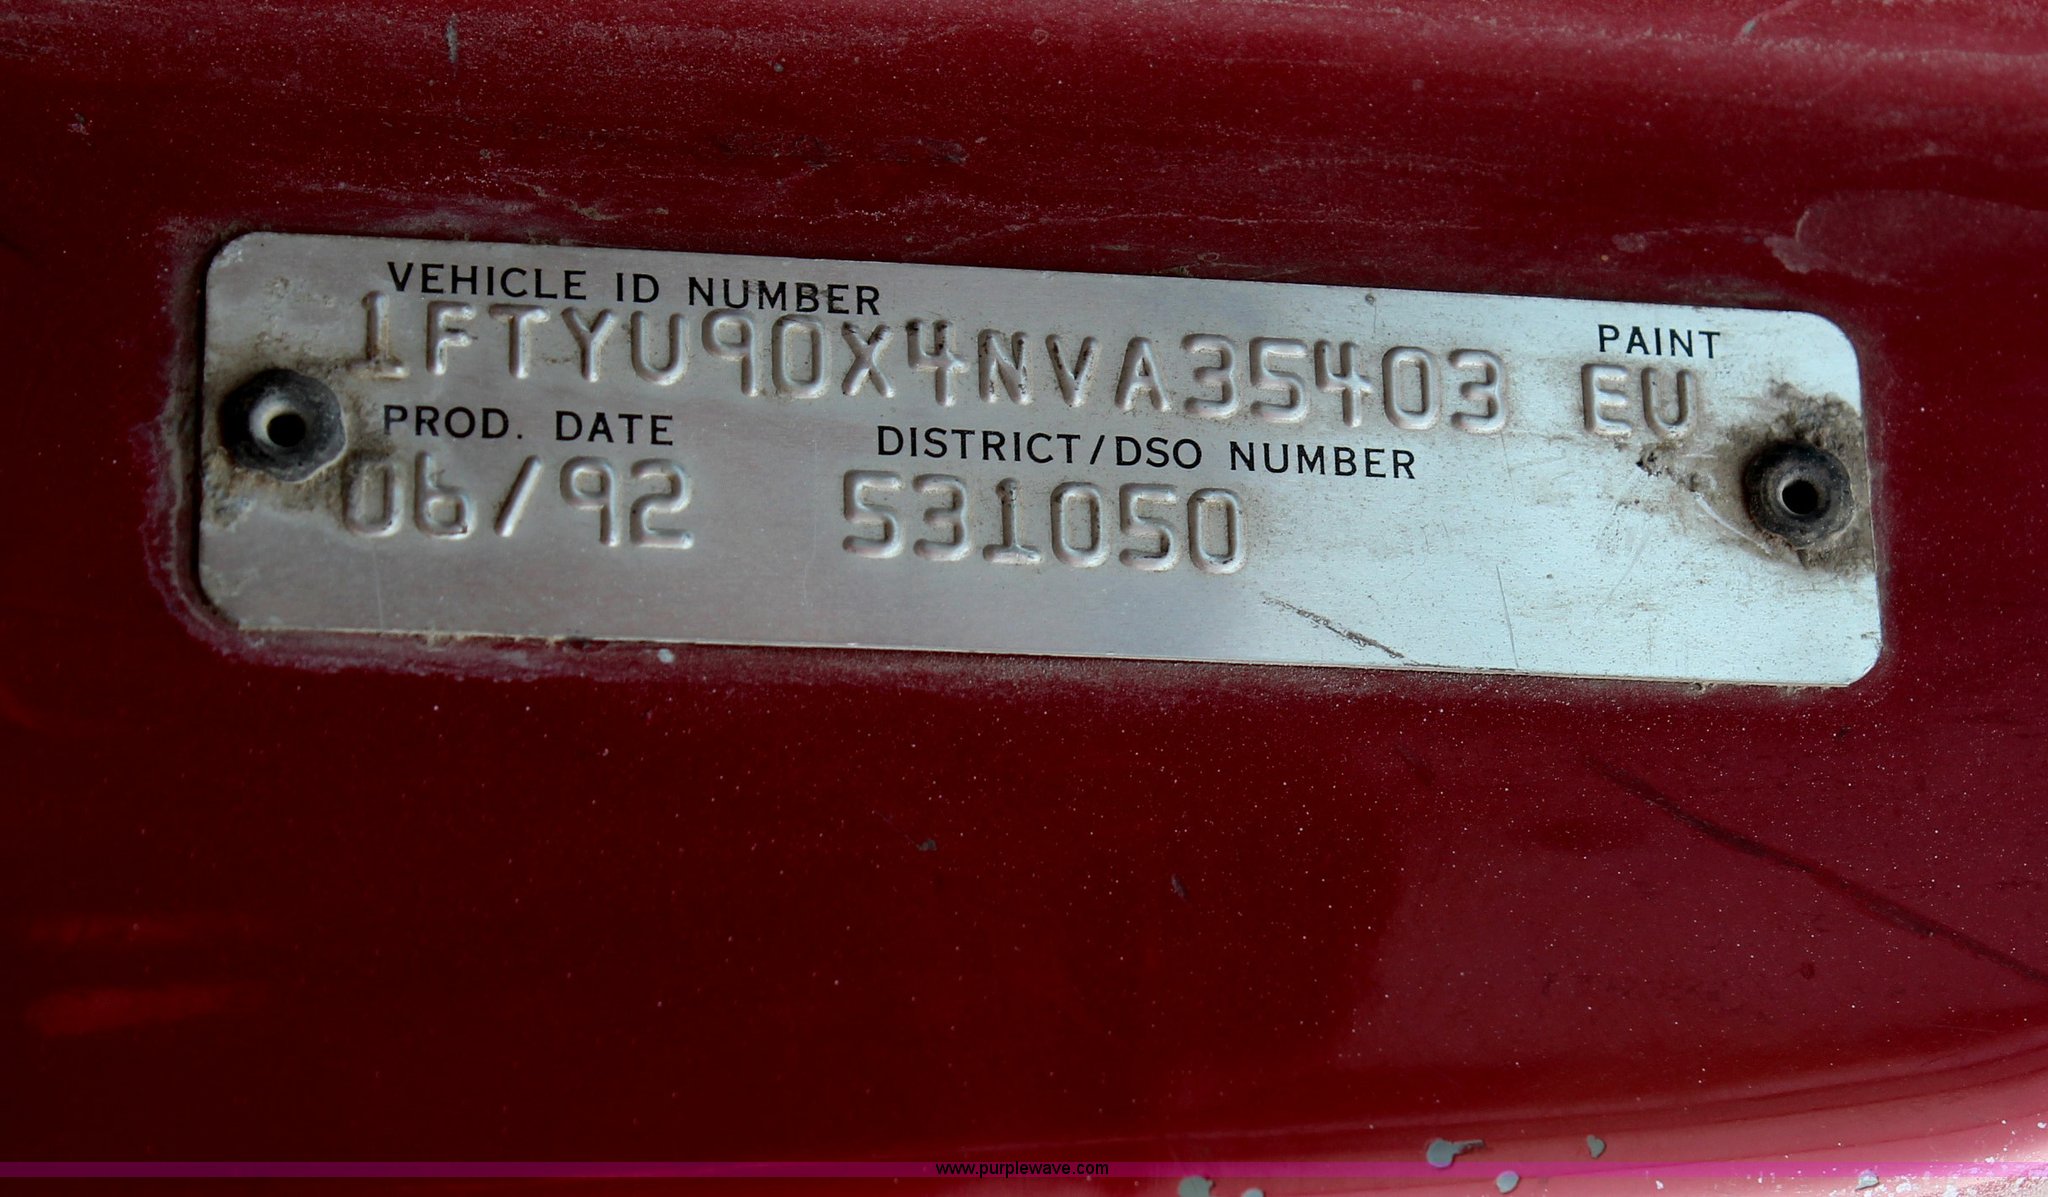 VEHICLE ID NUMBER
1FTYU90X4NVA35403 EU
PAINT
PROD. DATE
06/92
DISTRICT/DSO NUMBER
531050
www.purplewave.com